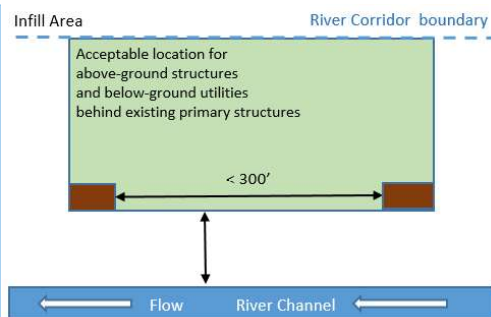 Infill Area
River Corridor boundary
Acceptable location for
above-ground structures
and below-ground utilities
behind existing primary structures
< 300’
Flow
River Channel